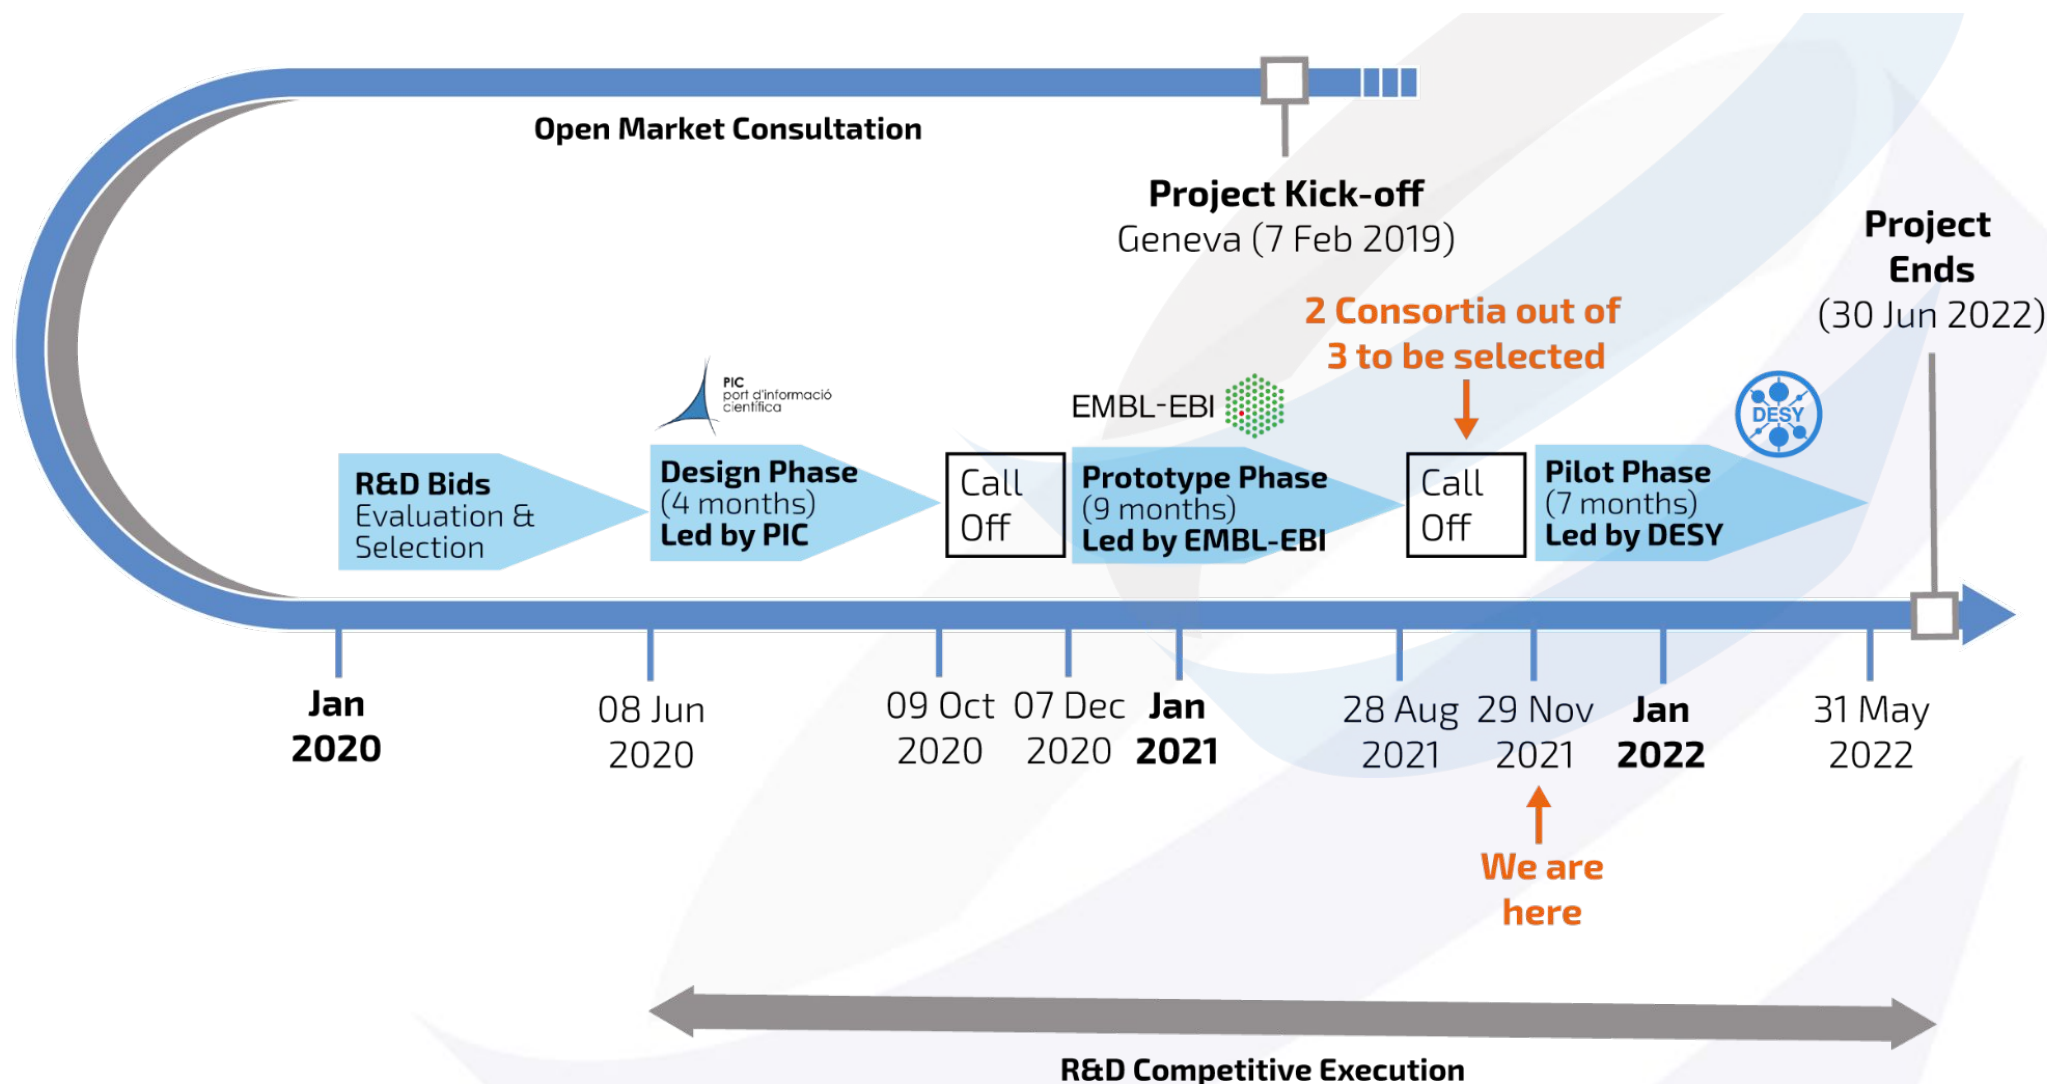 Open Market Consultation
Project Kick-off
Geneva (7 Feb 2019)
Project
Ends
(30 Jun 2022)
2 Consortia out of
3 to be selected
PIC
port d'informació
científica
EMBL-EBI
DESY
R&D Bids
Evaluation &
Selection
Design Phase
(4 months)
Led by PIC
Call
Off
Prototype Phase
(9 months)
Led by EMBL-EBI
Call
Off
Pilot Phase
(7 months)
Led by DESY
Jan
2020
08 Jun
2020
09 Oct
2020
07 Dec
2020
Jan
2021
28 Aug
2021
29 Nov
2021
Jan
2022
31 May
2022
We are
here
R&D Competitive Execution